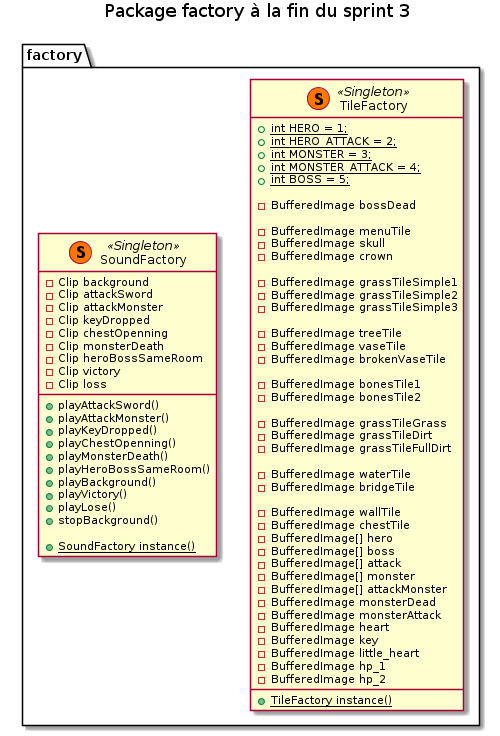 Package factory à la fin du sprint 3
factory
S
«Singleton»
SoundFactory
Clip background
Clip attackSword
Clip attackMonster
Clip keyDropped
Clip chestOpenning
Clip monsterDeath
Clip heroBossSameRoom
Clip victory
Clip loss
playAttackSword()
playAttackMonster()
playKeyDropped()
playChestOpenning()
playMonsterDeath()
playHeroBossSameRoom()
playBackground()
playVictory()
playLose()
stopBackground()
SoundFactory instance()
S
«Singleton»
TileFactory
int HERO = 1;
int HERO_ATTACK = 2;
int MONSTER = 3;
int MONSTER_ATTACK = 4;
int BOSS = 5;
BufferedImage bossDead
BufferedImage menuTile
BufferedImage skull
BufferedImage crown
BufferedImage grassTileSimple1
BufferedImage grassTileSimple2
BufferedImage grassTileSimple3
BufferedImage treeTile
BufferedImage vaseTile
BufferedImage brokenVaseTile
BufferedImage bonesTile1
BufferedImage bonesTile2
BufferedImage grassTileGrass
BufferedImage grassTileDirt
BufferedImage grassTileFullDirt
BufferedImage waterTile
BufferedImage bridgeTile
BufferedImage wallTile
BufferedImage chestTile
BufferedImage[] hero
BufferedImage[] boss
BufferedImage[] attack
BufferedImage[] monster
BufferedImage[] attackMonster
BufferedImage monsterDead
BufferedImage monsterAttack
BufferedImage heart
BufferedImage key
BufferedImage little_heart
BufferedImage hp_1
BufferedImage hp_2
TileFactory instance()